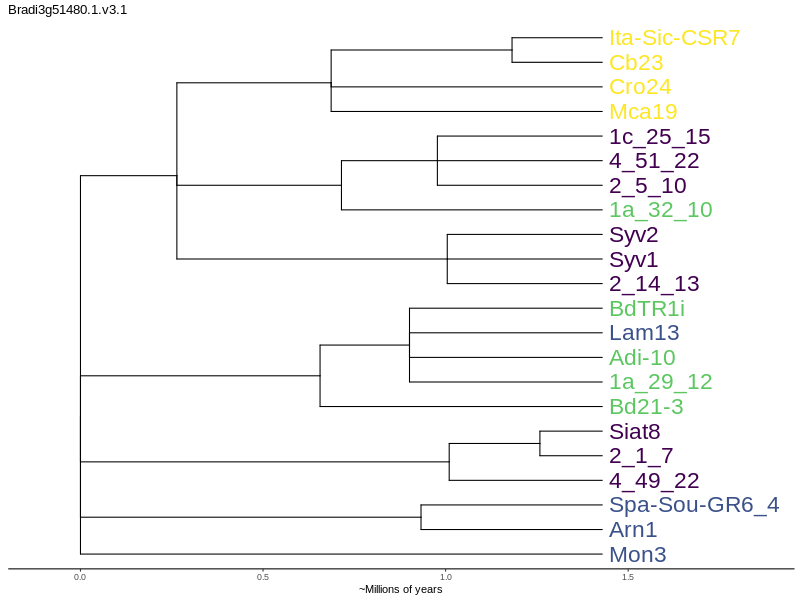 Bradi3g51480.1.v3.1
Ita-Sic-CSR7
Cb23
Cro24
Mca19
1c_25_15
4_51_22
2_5_10
1a_32_10
Syv2
Syv1
2_14_13
BdTR1i
Lam13
Adi-10
1a_29_12
Bd21-3
Siat8
2_1_7
4_49_22
Spa-Sou-GR6_4
Arn1
Mon3
0.0 0.5 1.0 1.5
~Millions of years